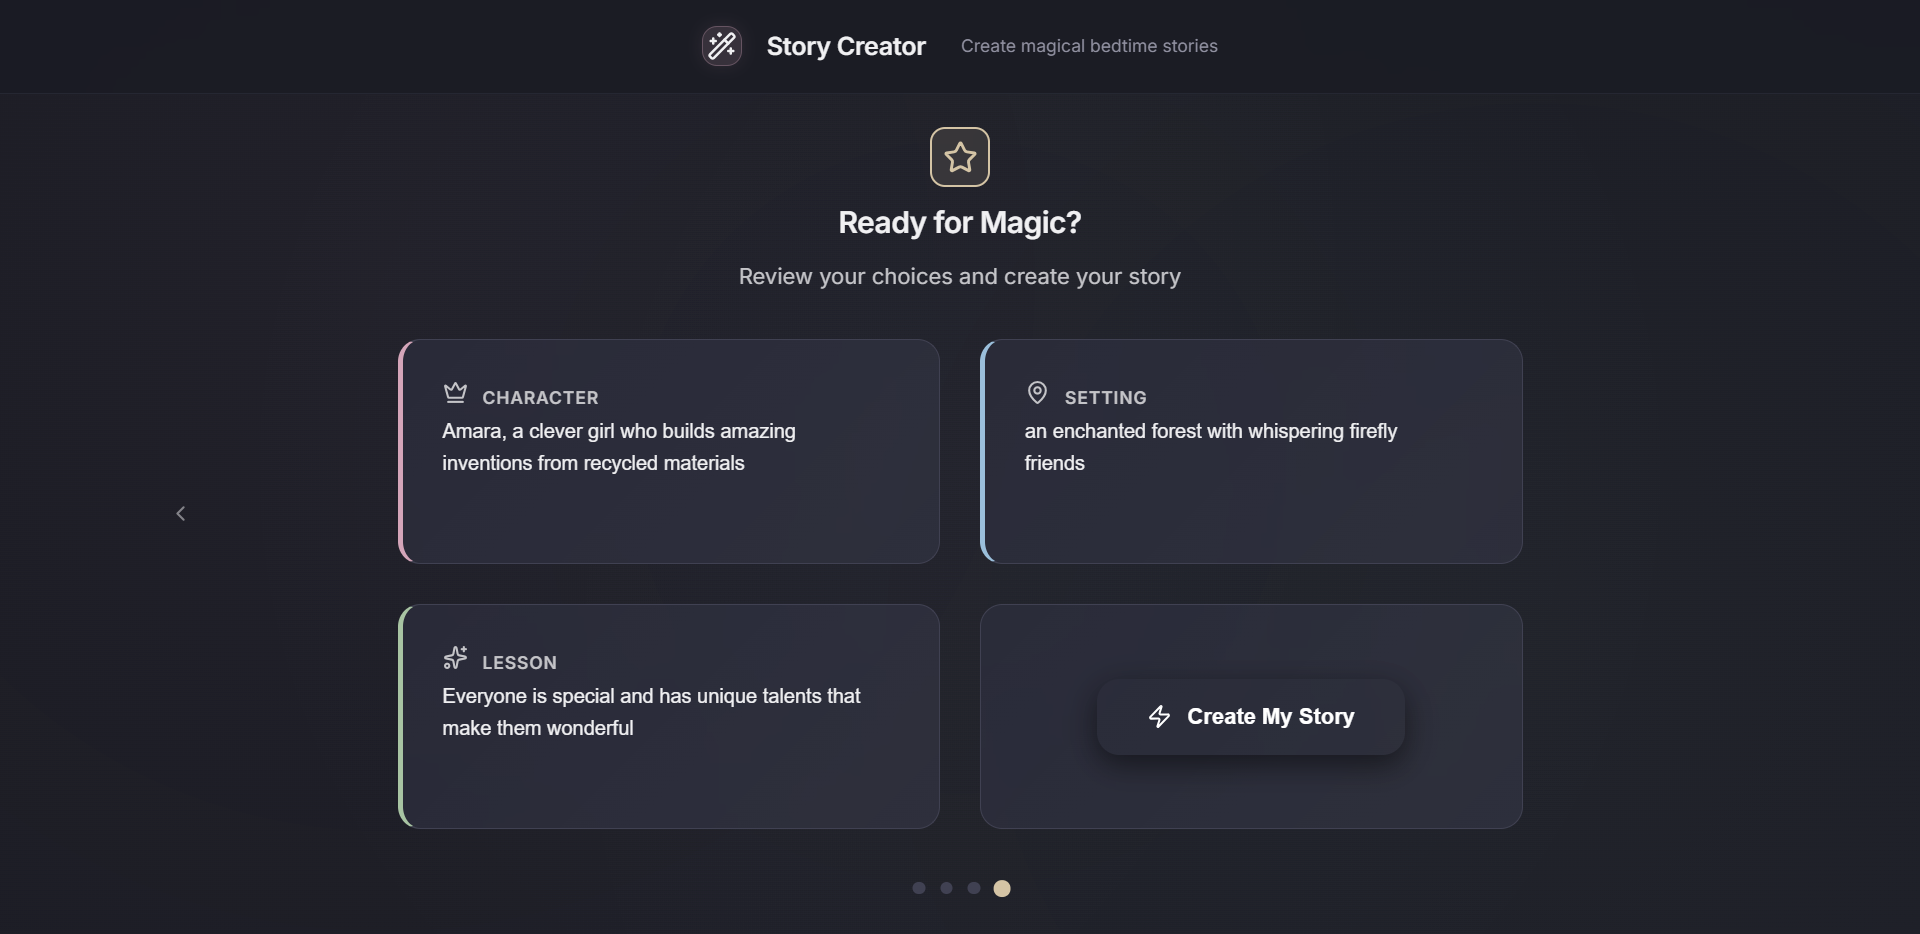 Story Creator
Create magical bedtime stories
Ready for Magic?
Review your choices and create your story
CHARACTER
Amara, a clever girl who builds amazing
inventions from recycled materials
SETTING
an enchanted forest with whispering firefly
friends
LESSON
Everyone is special and has unique talents that
make them wonderful
Create My Story